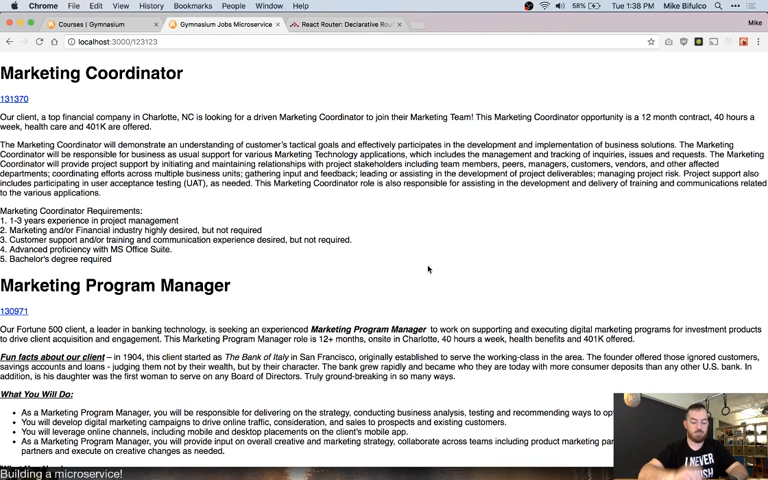 Chrome File Edit View History Bookmarks People Window Help 58% Tue 1:38 PM Mike Bifulco
Courses | Gymnasium Gymnasium Jobs Microservice React Router: Declarative Rou Mike
localhost:3000/123123
Marketing Coordinator
131370
Our client, a top financial company in Charlotte, NC is looking for a driven Marketing Coordinator to join their Marketing Team! This Marketing Coordinator opportunity is a 12 month contract, 40 hours a
week, health care and 401K are offered.
The Marketing Coordinator will demonstrate an understanding of customer's tactical goals and effectively participates in the development and implementation of business solutions. The Marketing
Coordinator will be responsible for business as usual support for various Marketing Technology applications, which includes the management and tracking of inquiries, issues and requests. The Marketing
Coordinator will provide project support by initiating and maintaining relationships with project stakeholders including team members, peers, managers, customers, vendors, and other affected
departments; coordinating efforts across multiple business units; gathering input and feedback; leading or assisting in the development of project deliverables; managing project risk. Project support also
includes participating in user acceptance testing (UAT), as needed. This Marketing Coordinator role is also responsible for assisting in the development and delivery of training and communications related
to the various applications.
Marketing Coordinator Requirements:
1. 1-3 years experience in project management
2. Marketing and/or Financial industry highly desired, but not required
3. Customer support and/or training and communication experience desired, but not required.
4. Advanced proficiency with MS Office Suite.
5. Bachelor's degree required
Marketing Program Manager
130971
Our Fortune 500 client, a leader in banking technology, is seeking an experienced Marketing Program Manager to work on supporting and executing digital marketing programs for investment products
to drive client acquisition and engagement. This Marketing Program Manager role is 12+ months, onsite in Charlotte, 40 hours a week, health benefits and 401K offered.
Fun facts about our client – in 1904, this client started as The Bank of Italy in San Francisco, originally established to serve the working-class in the area. The founder offered those ignored customers,
savings accounts and loans - judging them not by their wealth, but by their character. The bank grew rapidly and became who they are today with more consumer deposits than any other U.S. bank. In
addition, is his daughter was the first woman to serve on any Board of Directors. Truly ground-breaking in so many ways.
What You Will Do:
• As a Marketing Program Manager, you will be responsible for delivering on the strategy, conducting business analysis, testing and recommending ways to op
• You will develop digital marketing campaigns to drive online traffic, consideration, and sales to prospects and existing customers.
• You will leverage online channels, including mobile and desktop placements on the client's mobile app.
• As a Marketing Program Manager, you will provide input on overall creative and marketing strategy, collaborate across teams including product marketing par
partners and execute on creative changes as needed.
Building a microservice!
I NEVER